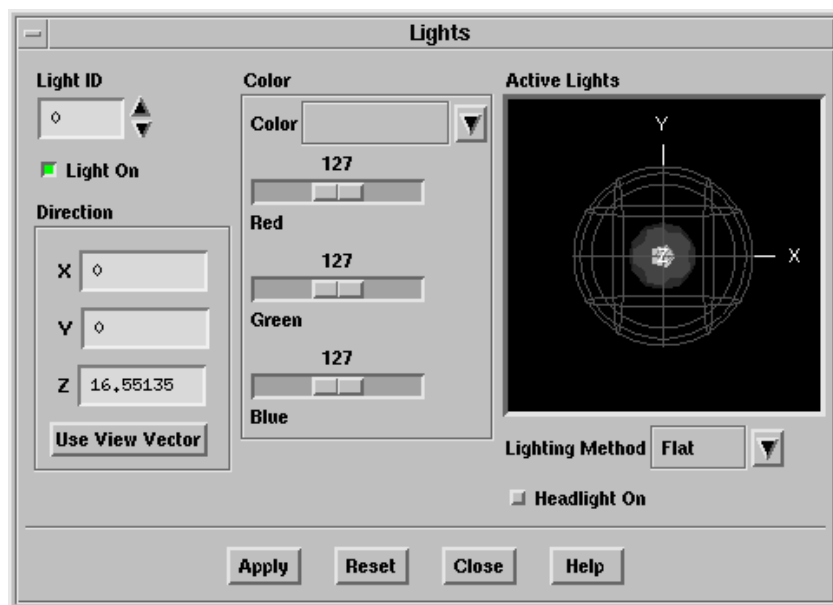 Lights
Light ID
0
Light On
Direction
X 0
Y 0
Z 16.55135
Use View Vector
Color
Color
127
Red
127
Green
127
Blue
Active Lights
Y
Z
X
Lighting Method Flat
Headlight On
Apply Reset Close Help